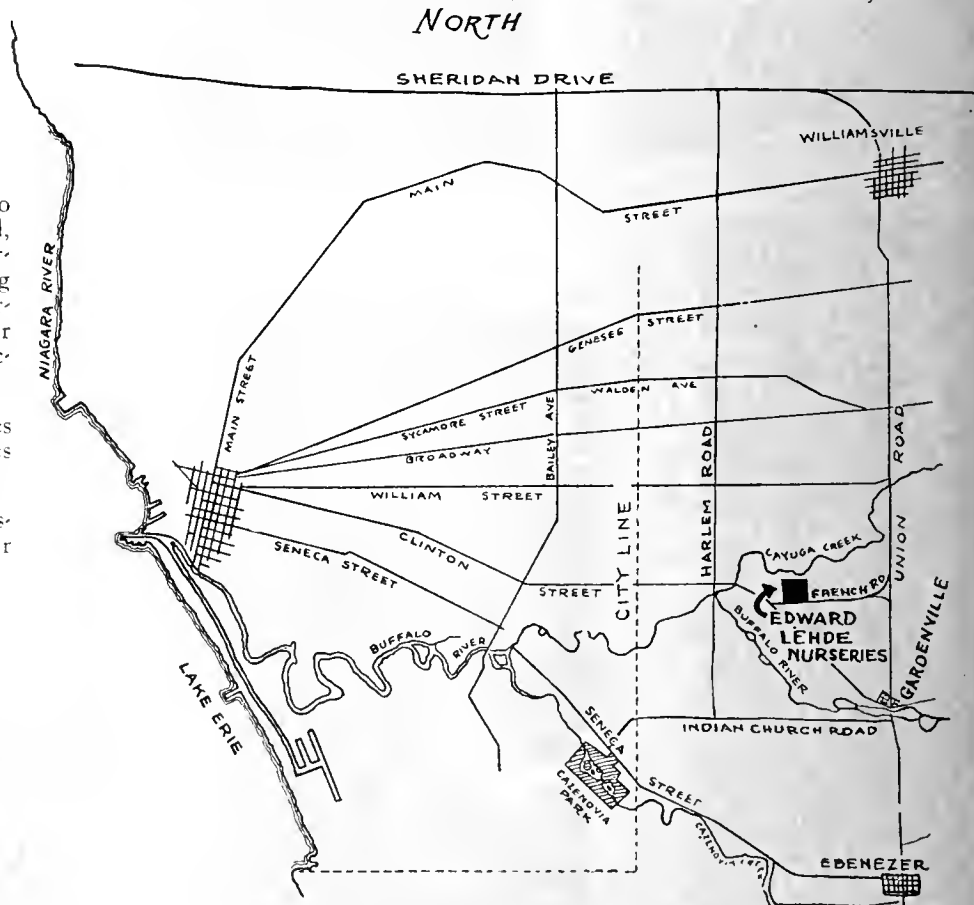 NORTH
SHERIDAN DRIVE
WILLIAMSVILLE
MAIN
STREET
NIAGARA RIVER
GENESEE STREET
MAIN STREET
SYCAMORE STREET
WALDEN AVE
BROADWAY
BAILEY AVE
HARLEM ROAD
UNION ROAD
WILLIAM STREET
CITY LINE
CLINTON
STREET
SENECA STREET
CAYUGA CREEK
FRENCH RD.
EDWARD
LEHDE
NURSERIES
BUFFALO RIVER
GARDENVILLE
BUFFALO RIVER
LAKE ERIE
SENECA
STREET
INDIAN CHURCH ROAD
CAZENOVIA
PARK
CAZENOVIA CREEK
EBENEZER